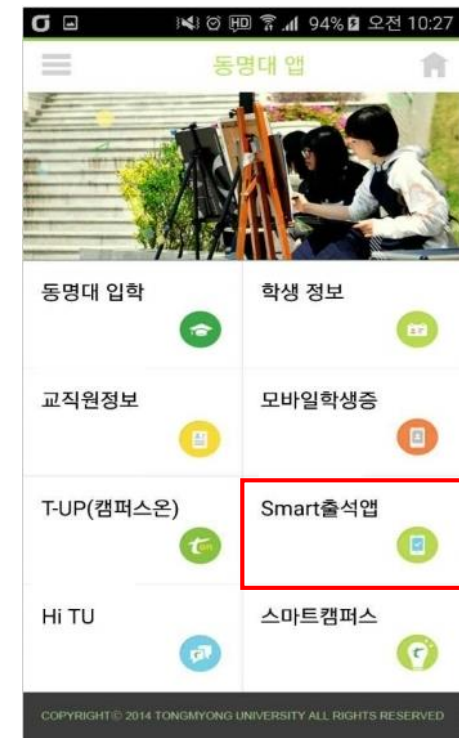 94% 오전 10:27
동명대 앱
동명대 입학
학생 정보
교직원정보
모바일학생증
T-UP(캠퍼스온)
Smart출석앱
Hi TU
스마트캠퍼스
COPYRIGHT© 2014 TONGMYONG UNIVERSITY ALL RIGHTS RESERVED